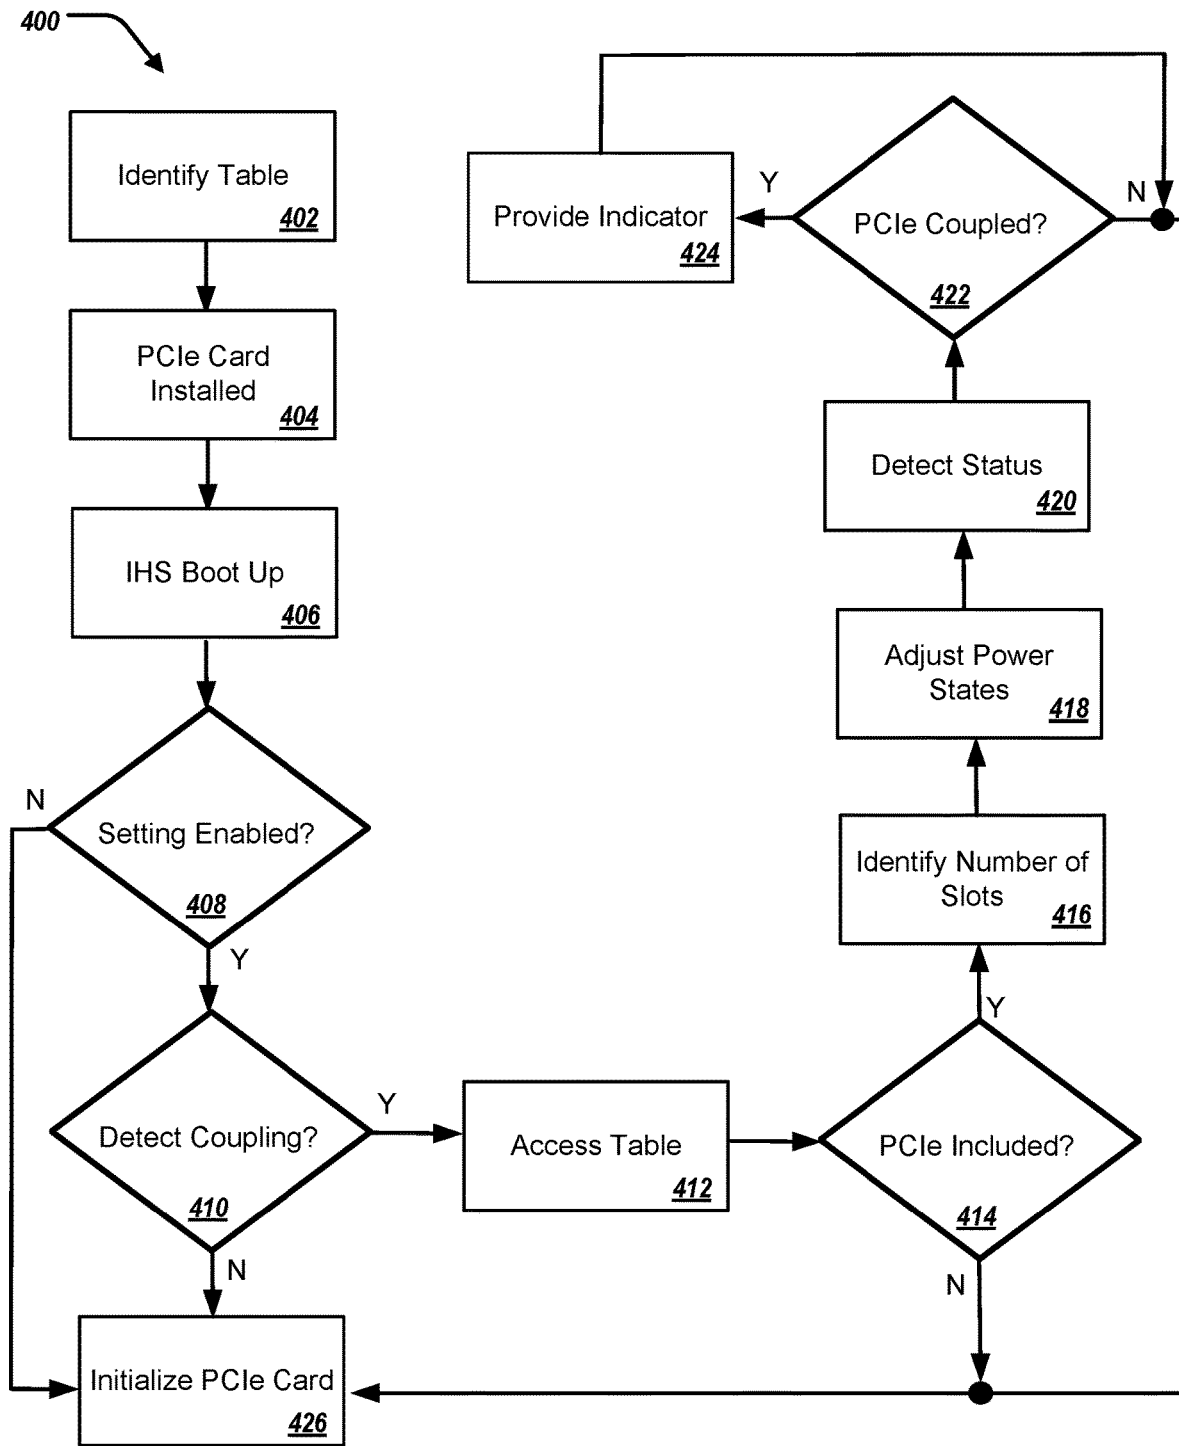 400
Identify Table
402
PCIe Card
Installed
404
IHS Boot Up
406
N
Setting Enabled?
408
Y
Detect Coupling?
410
Y
N
Initialize PCIe Card
426
Access Table
412
PCIe Included?
414
Y
N
Identify Number of
Slots
416
Adjust Power
States
418
Detect Status
420
PCIe Coupled?
422
Y
N
Provide Indicator
424